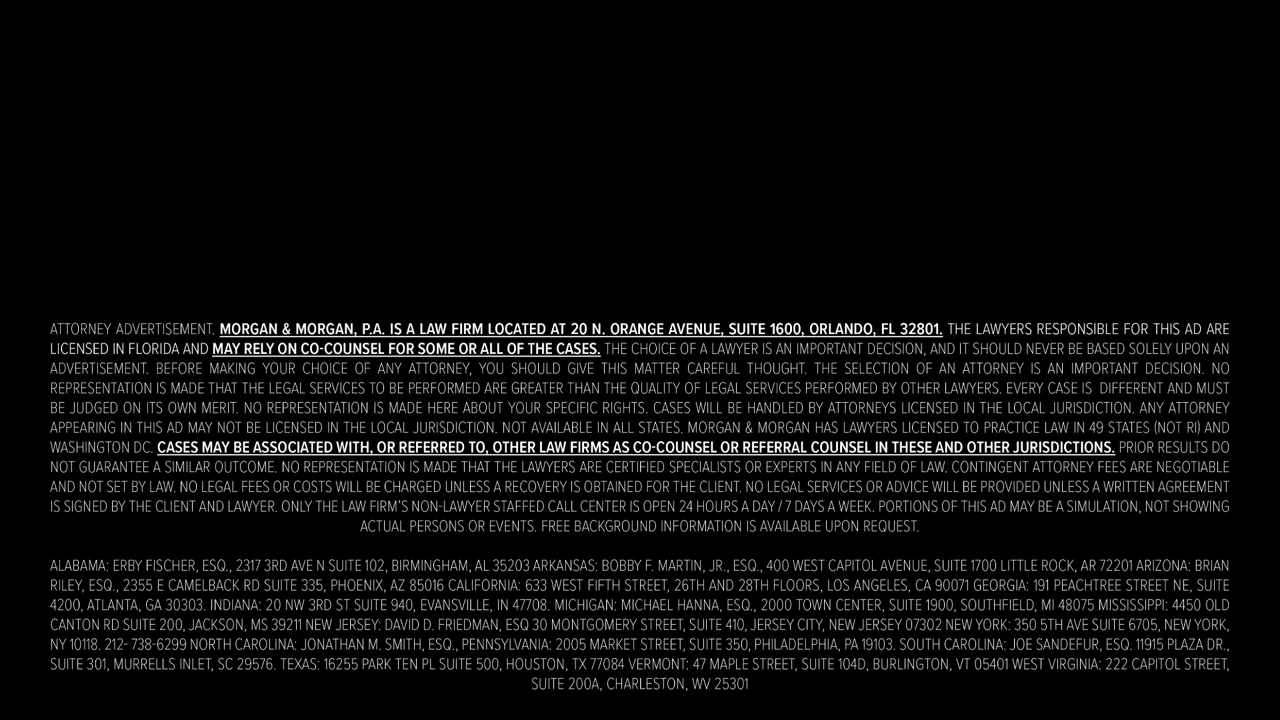 ATTORNEY ADVERTISEMENT. MORGAN & MORGAN, P.A. IS A LAW FIRM LOCATED AT 20 N. ORANGE AVENUE, SUITE 1600, ORLANDO, FL 32801. THE LAWYERS RESPONSIBLE FOR THIS AD ARE
LICENSED IN FLORIDA AND MAY RELY ON CO-COUNSEL FOR SOME OR ALL OF THE CASES. THE CHOICE OF A LAWYER IS AN IMPORTANT DECISION, AND IT SHOULD NEVER BE BASED SOLELY UPON AN
ADVERTISEMENT. BEFORE MAKING YOUR CHOICE OF ANY ATTORNEY, YOU SHOULD GIVE THIS MATTER CAREFUL THOUGHT. THE SELECTION OF AN ATTORNEY IS AN IMPORTANT DECISION. NO
REPRESENTATION IS MADE THAT THE LEGAL SERVICES TO BE PERFORMED ARE GREATER THAN THE QUALITY OF LEGAL SERVICES PERFORMED BY OTHER LAWYERS. EVERY CASE IS DIFFERENT AND MUST
BE JUDGED ON ITS OWN MERIT. NO REPRESENTATION IS MADE HERE ABOUT YOUR SPECIFIC RIGHTS. CASES WILL BE HANDLED BY ATTORNEYS LICENSED IN THE LOCAL JURISDICTION. ANY ATTORNEY
APPEARING IN THIS AD MAY NOT BE LICENSED IN THE LOCAL JURISDICTION. NOT AVAILABLE IN ALL STATES. MORGAN & MORGAN HAS LAWYERS LICENSED TO PRACTICE LAW IN 49 STATES (NOT RI) AND
WASHINGTON DC. CASES MAY BE ASSOCIATED WITH, OR REFERRED TO, OTHER LAW FIRMS AS CO-COUNSEL OR REFERRAL COUNSEL IN THESE AND OTHER JURISDICTIONS. PRIOR RESULTS DO
NOT GUARANTEE A SIMILAR OUTCOME. NO REPRESENTATION IS MADE THAT THE LAWYERS ARE CERTIFIED SPECIALISTS OR EXPERTS IN ANY FIELD OF LAW. CONTINGENT ATTORNEY FEES ARE NEGOTIABLE
AND NOT SET BY LAW. NO LEGAL FEES OR COSTS WILL BE CHARGED UNLESS A RECOVERY IS OBTAINED FOR THE CLIENT. NO LEGAL SERVICES OR ADVICE WILL BE PROVIDED UNLESS A WRITTEN AGREEMENT
IS SIGNED BY THE CLIENT AND LAWYER. ONLY THE LAW FIRM'S NON-LAWYER STAFFED CALL CENTER IS OPEN 24 HOURS A DAY / 7 DAYS A WEEK. PORTIONS OF THIS AD MAY BE A SIMULATION, NOT SHOWING
ACTUAL PERSONS OR EVENTS. FREE BACKGROUND INFORMATION IS AVAILABLE UPON REQUEST.
ALABAMA: ERBY FISCHER, ESQ., 2317 3RD AVE N SUITE 102, BIRMINGHAM, AL 35203 ARKANSAS: BOBBY F. MARTIN, JR., ESQ., 400 WEST CAPITOL AVENUE, SUITE 1700 LITTLE ROCK, AR 72201 ARIZONA: BRIAN
RILEY, ESQ., 2355 E CAMELBACK RD SUITE 335, PHOENIX, AZ 85016 CALIFORNIA: 633 WEST FIFTH STREET, 26TH AND 28TH FLOORS, LOS ANGELES, CA 90071 GEORGIA: 191 PEACHTREE STREET NE, SUITE
4200, ATLANTA, GA 30303. INDIANA: 20 NW 3RD ST SUITE 940, EVANSVILLE, IN 47708. MICHIGAN: MICHAEL HANNA, ESQ., 2000 TOWN CENTER, SUITE 1900, SOUTHFIELD, MI 48075 MISSISSIPPI: 4450 OLD
CANTON RD SUITE 200, JACKSON, MS 39211 NEW JERSEY: DAVID D. FRIEDMAN, ESQ 30 MONTGOMERY STREET, SUITE 410, JERSEY CITY, NEW JERSEY 07302 NEW YORK: 350 5TH AVE SUITE 6705, NEW YORK,
NY 10118. 212- 738-6299 NORTH CAROLINA: JONATHAN M. SMITH, ESQ., PENNSYLVANIA: 2005 MARKET STREET, SUITE 350, PHILADELPHIA, PA 19103. SOUTH CAROLINA: JOE SANDEFUR, ESQ. 11915 PLAZA DR.,
SUITE 301, MURRELLS INLET, SC 29576. TEXAS: 16255 PARK TEN PL SUITE 500, HOUSTON, TX 77084 VERMONT: 47 MAPLE STREET, SUITE 104D, BURLINGTON, VT 05401 WEST VIRGINIA: 222 CAPITOL STREET,
SUITE 200A, CHARLESTON, WV 25301